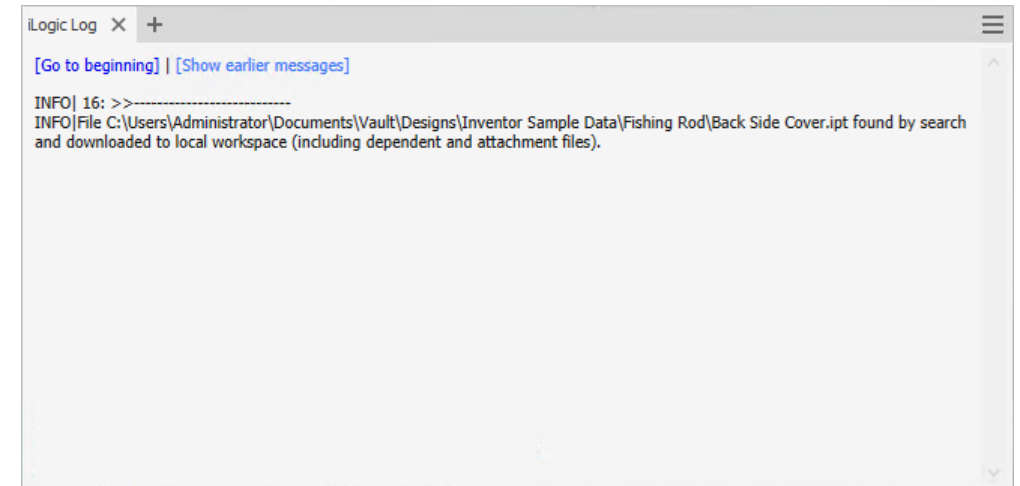 iLogic Log
[Go to beginning] | [Show earlier messages]
INFO| 16: >>---------------------------
INFO|File C:\Users\Administrator\Documents\Vault\Designs\Inventor Sample Data\Fishing Rod\Back Side Cover.ipt found by search
and downloaded to local workspace (including dependent and attachment files).